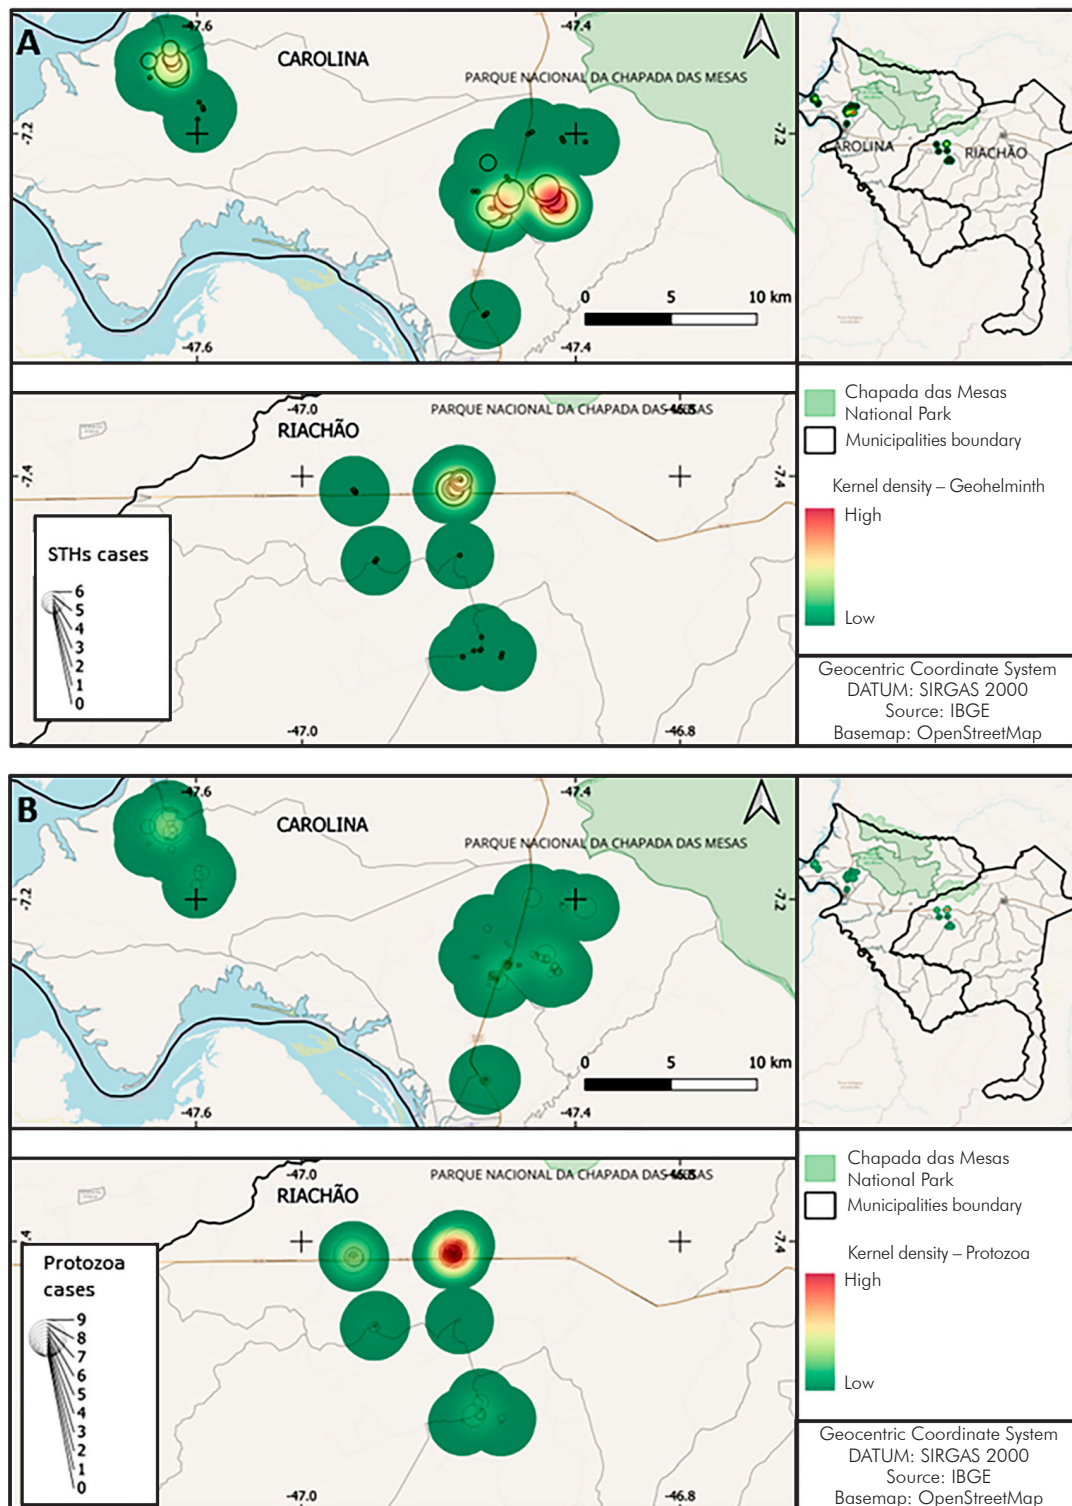 A
-47.6
-47.4
CAROLINA
PARQUE NACIONAL DA CHAPADA DAS MESAS
-7.2
-7.2
0 5 10 km
-47.6
-47.4
CAROLINA
RIACHÃO
-47.0
PARQUE NACIONAL DA CHAPADA DAS MESAS
-46.8
RIACHÃO
-7.4
-7.4
STHs cases
6
5
4
3
2
1
0
-47.0
-46.8
Chapada das Mesas
National Park
Municipalities boundary
Kernel density – Geohelminth
High
Low
Geocentric Coordinate System
DATUM: SIRGAS 2000
Source: IBGE
Basemap: OpenStreetMap
B
-47.6
-47.4
CAROLINA
PARQUE NACIONAL DA CHAPADA DAS MESAS
-7.2
-7.2
0 5 10 km
-47.6
-47.4
-47.0
PARQUE NACIONAL DA CHAPADA DAS MESAS
RIACHÃO
-7.4
Protozoa
cases
9
8
7
6
5
4
3
2
1
0
-47.0
-46.8
Chapada das Mesas
National Park
Municipalities boundary
Kernel density – Protozoa
High
Low
Geocentric Coordinate System
DATUM: SIRGAS 2000
Source: IBGE
Basemap: OpenStreetMap